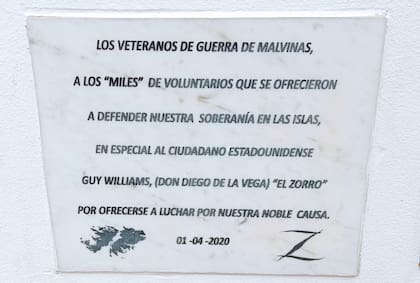 LOS VETERANOS DE GUERRA DE MALVINAS,
A LOS “MILES” DE VOLUNTARIOS QUE SE OFRECIERON
A DEFENDER NUESTRA SOBERANÍA EN LAS ISLAS,
EN ESPECIAL AL CIUDADANO ESTADOUNIDENSE
GUY WILLIAMS, (DON DIEGO DE LA VEGA) “EL ZORRO”
POR OFRECERSE A LUCHAR POR NUESTRA NOBLE CAUSA.
01 -04 -2020 Z